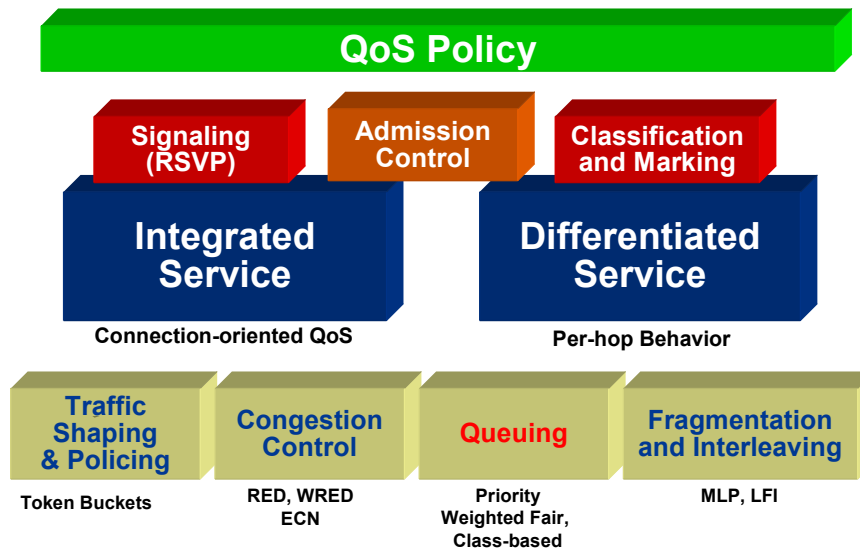 QoS Policy
Signaling
(RSVP)
Admission
Control
Classification
and Marking
Integrated
Service
Differentiated
Service
Connection-oriented QoS
Per-hop Behavior
Traffic
Shaping
& Policing
Congestion
Control
Queuing
Fragmentation
and Interleaving
Token Buckets
RED, WRED
ECN
Priority
Weighted Fair,
Class-based
MLP, LFI